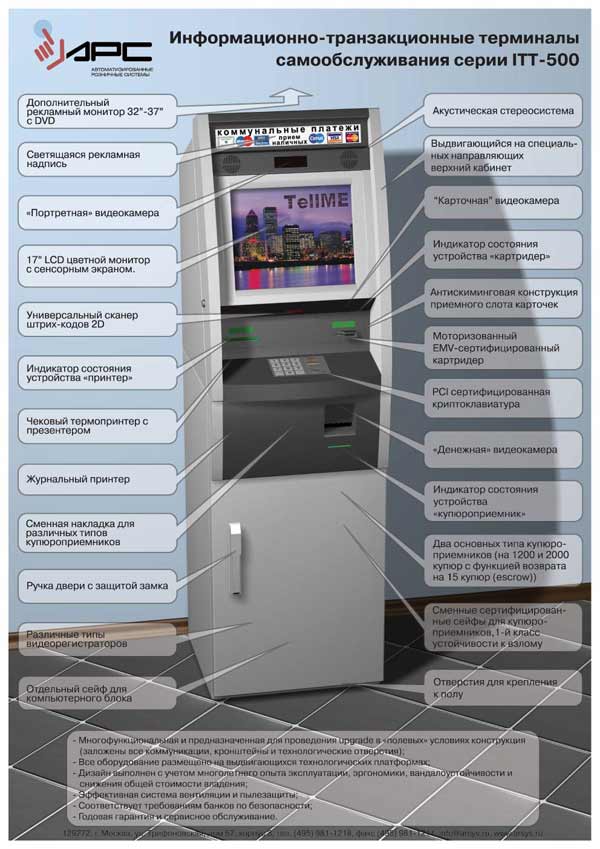 АРС
АВТОМАТИЗИРОВАННЫЕ
РОЗНИЧНЫЕ СИСТЕМЫ
Информационно-транзакционные терминалы
самообслуживания серии ITT-500
Дополнительный
рекламный монитор 32"-37"
с DVD
Светящаяся рекламная
надпись
«Портретная» видеокамера
17" LCD цветной монитор
с сенсорным экраном.
Универсальный сканер
штрих-кодов 2D
Индикатор состояния
устройства «принтер»
Чековый термопринтер с
презентером
Журнальный принтер
Сменная накладка для
различных типов
купюроприемников
Ручка двери с защитой замка
Различные типы
видеорегистраторов
Отдельный сейф для
компьютерного блока
коммунальные платежи
прием
наличных
TellME
Акустическая стереосистема
Выдвигающийся на специаль-
ных направляющих
верхний кабинет
"Карточная" видеокамера
Индикатор состояния
устройства «картридер»
Антискиминговая конструкция
приемного слота карточек
Моторизованный
EMV-сертифицированный
картридер
PCI сертифицированная
криптоклавиатура
«Денежная» видеокамера
Индикатор состояния
устройства
«купюроприемник»
Два основных типа купюро-
приемников (на 1200 и 2000
купюр с функцией возврата
на 15 купюр (escrow))
Сменные сертифицирован-
ные сейфы для купюро-
приемников, 1-й класс
устойчивости к взлому
Отверстия для крепления
к полу
- Многофункциональная и предназначенная для проведения upgrade в «полевых» условиях конструкция
(заложены все коммуникации, кронштейны и технологические отверстия);
- Все оборудование размещено на выдвигающихся технологических платформах;
- Дизайн выполнен с учетом многолетнего опыта эксплуатации, эргономики, вандалоустойчивости и
снижения общей стоимости владения;
- Эффективная система вентиляции и пылезащиты;
- Соответствует требованиям банков по безопасности;
- Годовая гарантия и сервисное обслуживание.
129272, г. Москва, ул. Трифоновская, дом 57, корпус 3, тел. (495) 981-1218, факс (495) 981-1217, info@arsys.ru, www.arsys.ru